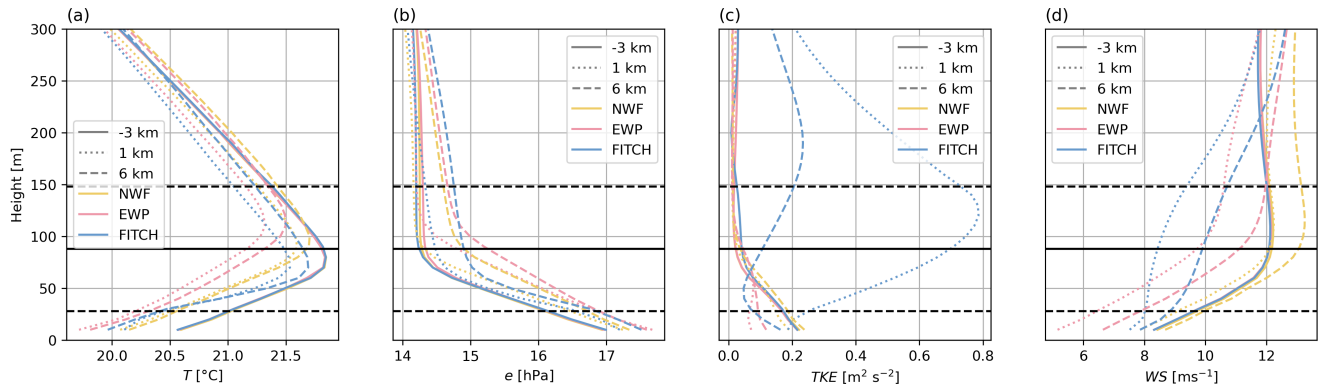 (a)
300
250
200
150
100
50
0
Height [m]
-3 km
1 km
6 km
NWF
EWP
FITCH
20.0 20.5 21.0 21.5
T [°C]
(b)
-3 km
1 km
6 km
NWF
EWP
FITCH
14 15 16 17
e [hPa]
(c)
-3 km
1 km
6 km
NWF
EWP
FITCH
0.0 0.2 0.4 0.6 0.8
TKE [m² s⁻²]
(d)
-3 km
1 km
6 km
NWF
EWP
FITCH
6 8 10 12
WS [ms⁻¹]